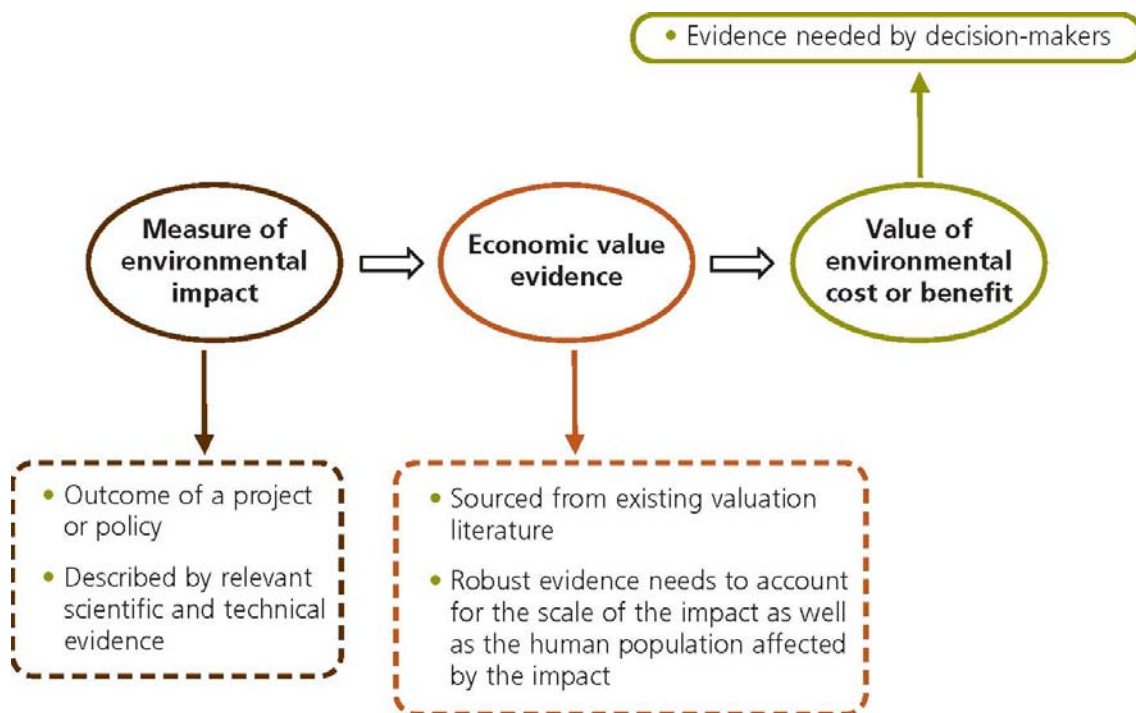 • Evidence needed by decision-makers
Measure of
environmental
impact
Economic value
evidence
Value of
environmental
cost or benefit
• Outcome of a project
or policy
• Described by relevant
scientific and technical
evidence
• Sourced from existing valuation
literature
• Robust evidence needs to account
for the scale of the impact as well
as the human population affected
by the impact